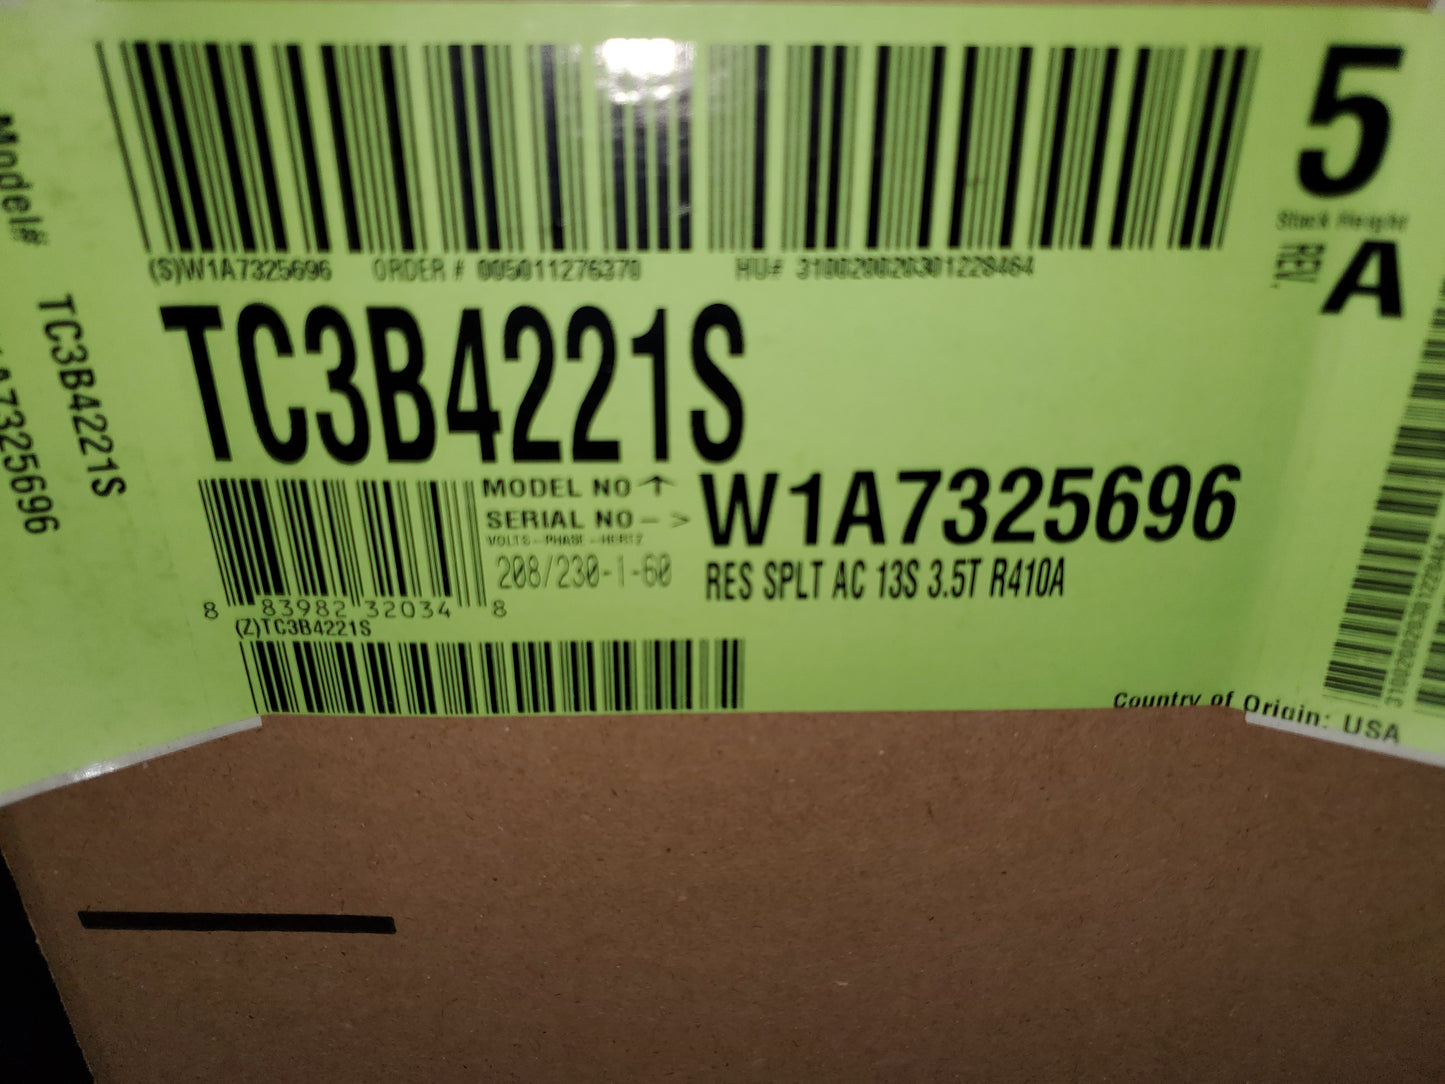 5
Stack Height
REV.
A
(S)W1A7325696 ORDER # 005011276370 HU# 310020020301228464
TC3B4221S
MODEL NO ↑
SERIAL NO -> W1A7325696
VOLTS-PHASE-HERTZ
208/230-1-60
RES SPLT AC 13S 3.5T R410A
8 83982 32034 8
(Z)TC3B4221S
Country of Origin: USA
Model#
TC3B4221S
1A7325696
310020020301228464